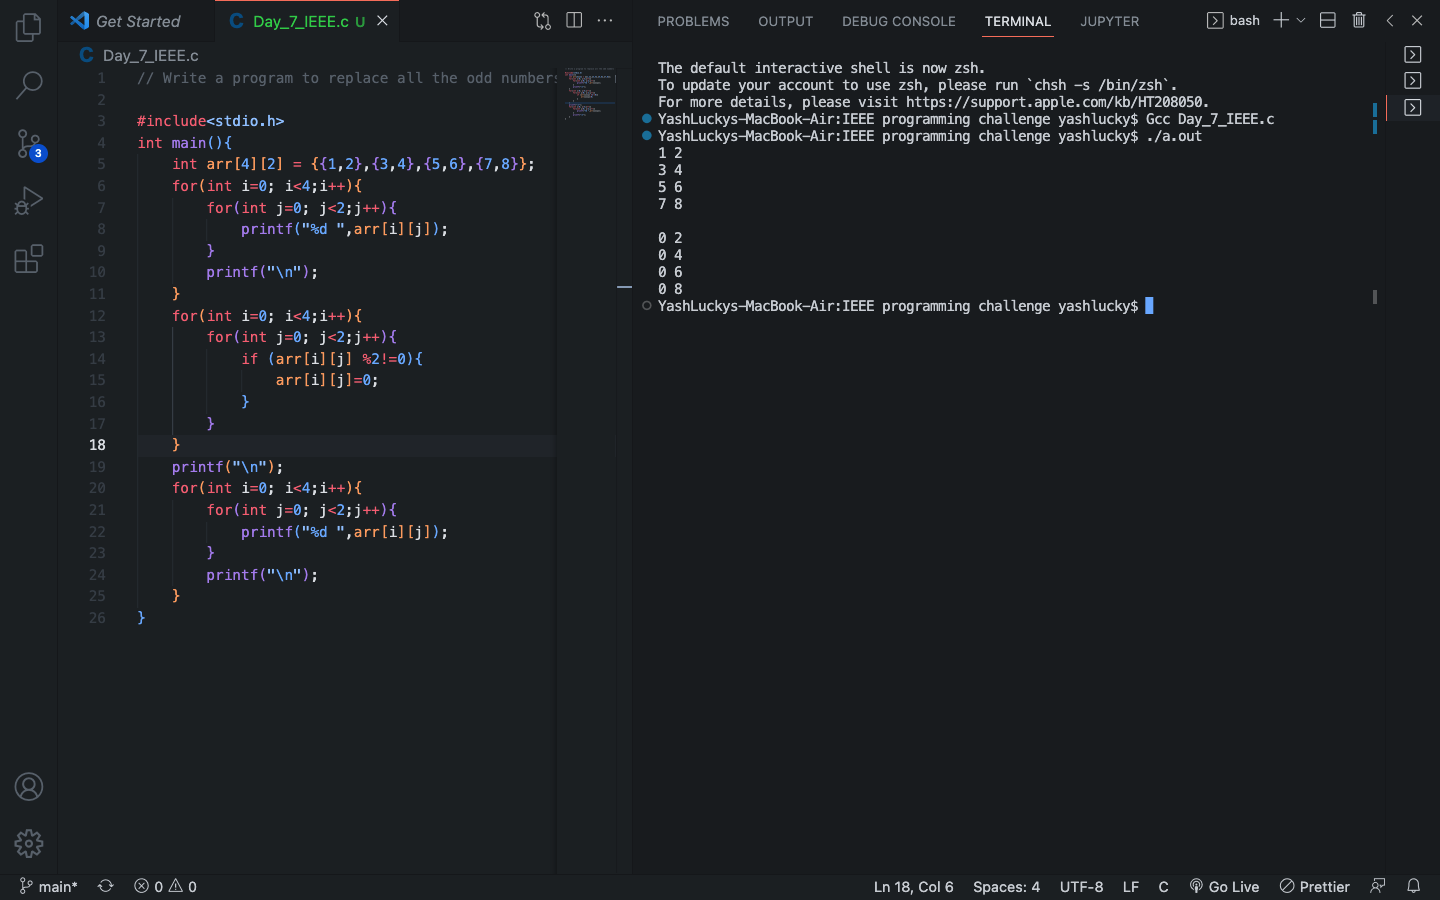 Get Started
Day_7_IEEE.c U
Day_7_IEEE.c
1 // Write a program to replace all the odd numbers
2
3 #include<stdio.h>
4 int main(){
5     int arr[4][2] = {{1,2},{3,4},{5,6},{7,8}};
6     for(int i=0; i<4;i++){
7         for(int j=0; j<2;j++){
8             printf("%d ",arr[i][j]);
9         }
10         printf("\n");
11     }
12     for(int i=0; i<4;i++){
13         for(int j=0; j<2;j++){
14             if (arr[i][j] %2!=0){
15                 arr[i][j]=0;
16             }
17         }
18     }
19     printf("\n");
20     for(int i=0; i<4;i++){
21         for(int j=0; j<2;j++){
22             printf("%d ",arr[i][j]);
23         }
24         printf("\n");
25     }
26 }
3
PROBLEMS OUTPUT DEBUG CONSOLE TERMINAL JUPYTER bash
The default interactive shell is now zsh.
To update your account to use zsh, please run `chsh -s /bin/zsh`.
For more details, please visit https://support.apple.com/kb/HT208050.
YashLuckys-MacBook-Air:IEEE programming challenge yashlucky$ Gcc Day_7_IEEE.c
YashLuckys-MacBook-Air:IEEE programming challenge yashlucky$ ./a.out
1 2
3 4
5 6
7 8
0 2
0 4
0 6
0 8
YashLuckys-MacBook-Air:IEEE programming challenge yashlucky$
main* 0 0 Ln 18, Col 6 Spaces: 4 UTF-8 LF C Go Live Prettier